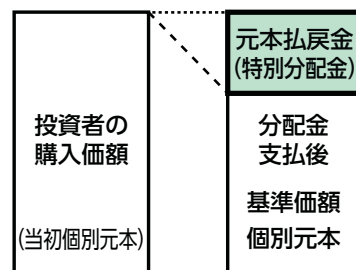 元本払戻金
(特別分配金)
投資者の
購入価額
(当初個別元本)
分配金
支払後
基準価額
個別元本